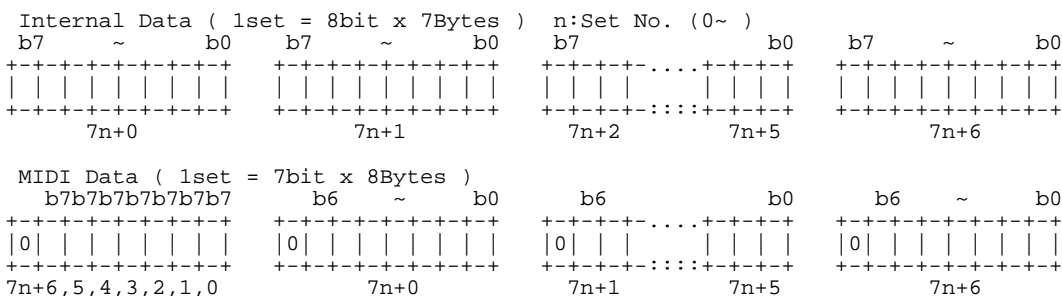 Internal Data ( 1set = 8bit x 7Bytes )  n:Set No. (0~ )
  b7      ~      b0    b7      ~      b0    b7               b0    b7      ~      b0
+-+-+-+-+-+-+-+-+   +-+-+-+-+-+-+-+-+   +-+-+-+-....+-+-+-+   +-+-+-+-+-+-+-+-+
| | | | | | | | |   | | | | | | | | |   | | | |       | | | |   | | | | | | | | |
+-+-+-+-+-+-+-+-+   +-+-+-+-+-+-+-+-+   +-+-+-+-::::+-+-+-+   +-+-+-+-+-+-+-+-+
      7n+0                7n+1            7n+2        7n+5            7n+6
MIDI Data ( 1set = 7bit x 8Bytes )
   b7b7b7b7b7b7b7       b6    ~    b0      b6               b0      b6    ~    b0
+-+-+-+-+-+-+-+-+   +-+-+-+-+-+-+-+-+   +-+-+-+-....+-+-+-+   +-+-+-+-+-+-+-+-+
|0| | | | | | | |   |0| | | | | | | |   |0| | |       | | | |   |0| | | | | | | |
+-+-+-+-+-+-+-+-+   +-+-+-+-+-+-+-+-+   +-+-+-+-::::+-+-+-+   +-+-+-+-+-+-+-+-+
7n+6,5,4,3,2,1,0          7n+0            7n+1        7n+5            7n+6